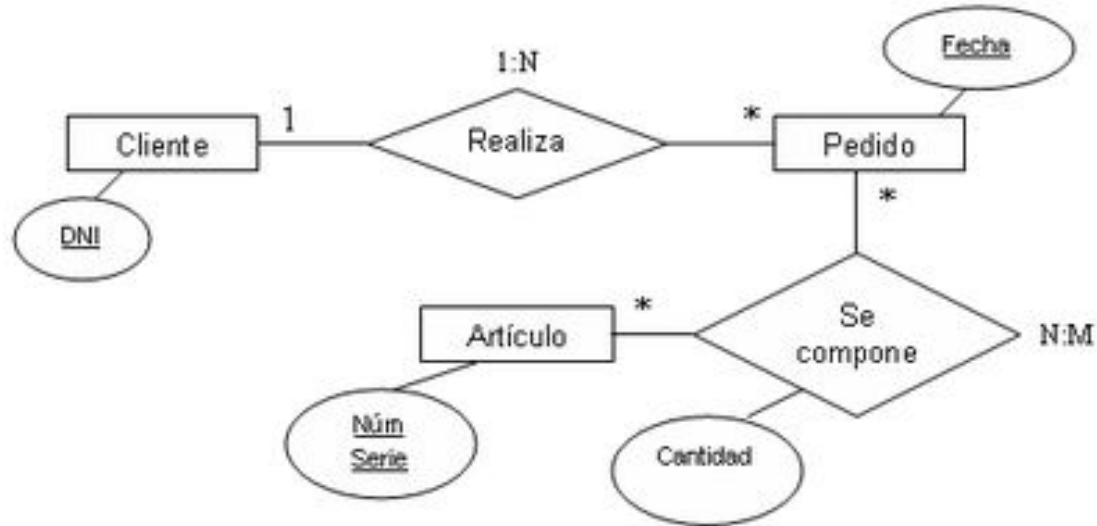 Fecha
1:N
Cliente
1
Realiza
*
Pedido
*
DNI
Artículo
*
Se
compone
N:M
Núm
Serie
Cantidad